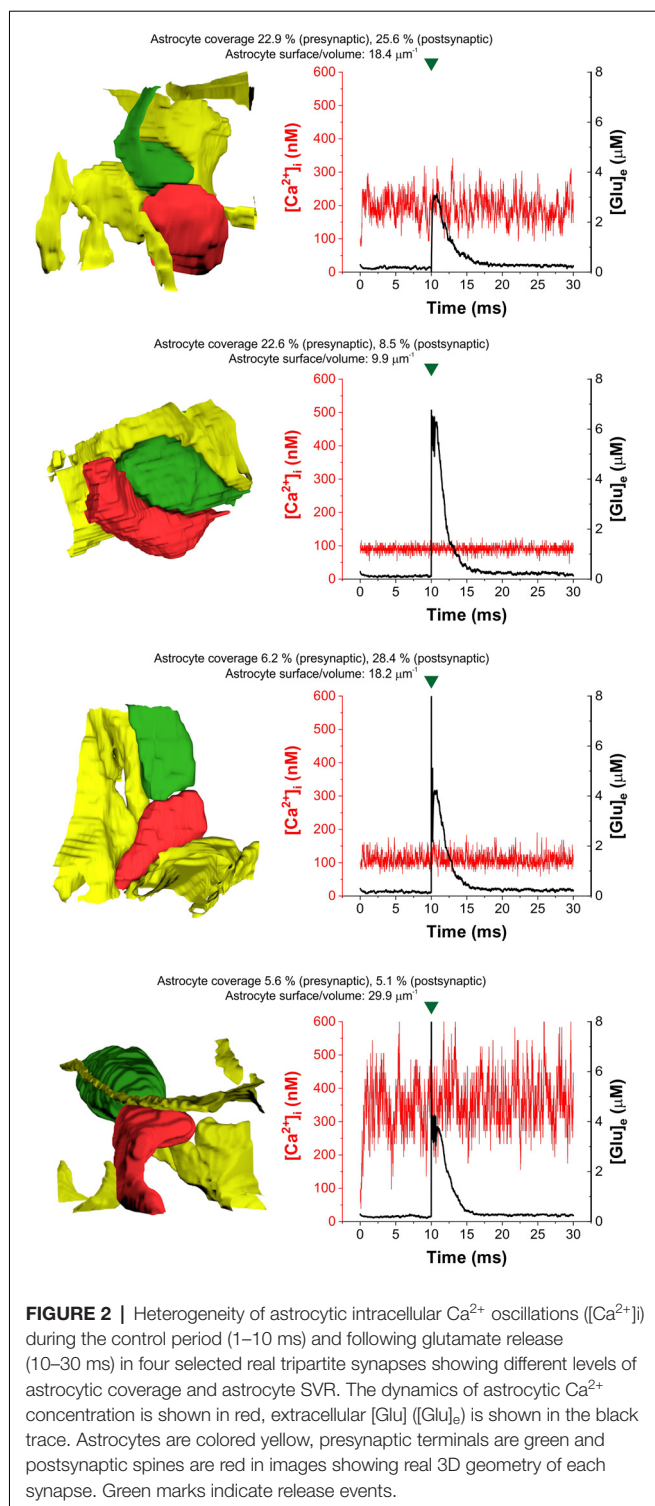 Astrocyte coverage 22.9 % (presynaptic), 25.6 % (postsynaptic)
Astrocyte surface/volume: 18.4 μm⁻¹
600
500
400
300
200
100
0
[Ca²⁺]ᵢ (nM)
8
6
4
2
0
[Glu]ₑ (μM)
0 5 10 15 20 25 30
Time (ms)
Astrocyte coverage 22.6 % (presynaptic), 8.5 % (postsynaptic)
Astrocyte surface/volume: 9.9 μm⁻¹
600
500
400
300
200
100
0
[Ca²⁺]ᵢ (nM)
8
6
4
2
0
[Glu]ₑ (μM)
0 5 10 15 20 25 30
Time (ms)
Astrocyte coverage 6.2 % (presynaptic), 28.4 % (postsynaptic)
Astrocyte surface/volume: 18.2 μm⁻¹
600
500
400
300
200
100
0
[Ca²⁺]ᵢ (nM)
8
6
4
2
0
[Glu]ₑ (μM)
0 5 10 15 20 25 30
Time (ms)
Astrocyte coverage 5.6 % (presynaptic), 5.1 % (postsynaptic)
Astrocyte surface/volume: 29.9 μm⁻¹
600
500
400
300
200
100
0
[Ca²⁺]ᵢ (nM)
8
6
4
2
0
[Glu]ₑ (μM)
0 5 10 15 20 25 30
Time (ms)
FIGURE 2 | Heterogeneity of astrocytic intracellular Ca²⁺ oscillations ([Ca²⁺]i)
during the control period (1–10 ms) and following glutamate release
(10–30 ms) in four selected real tripartite synapses showing different levels of
astrocytic coverage and astrocyte SVR. The dynamics of astrocytic Ca²⁺
concentration is shown in red, extracellular [Glu] ([Glu]ₑ) is shown in the black
trace. Astrocytes are colored yellow, presynaptic terminals are green and
postsynaptic spines are red in images showing real 3D geometry of each
synapse. Green marks indicate release events.